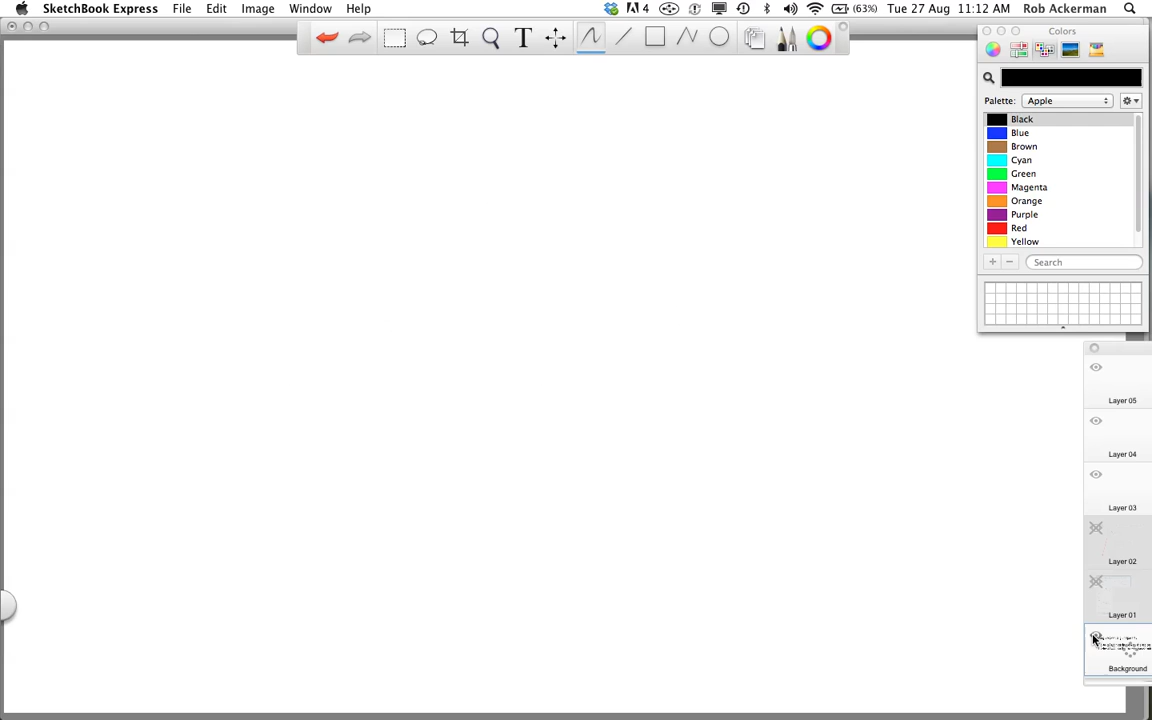 SketchBook Express File Edit Image Window Help 4 (63%) Tue 27 Aug 11:12 AM Rob Ackerman
T
Colors
Palette: Apple
Black
Blue
Brown
Cyan
Green
Magenta
Orange
Purple
Red
Yellow
+ − Search
Layer 05
Layer 04
Layer 03
Layer 02
Layer 01
Background